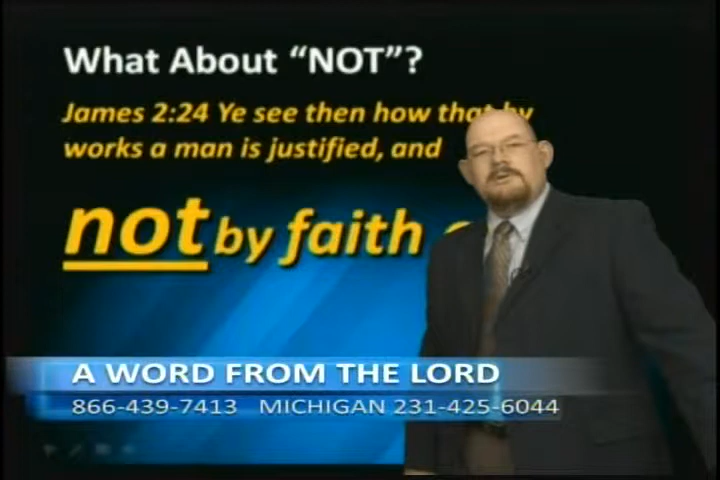 What About “NOT”?
James 2:24 Ye see then how that by
works a man is justified, and
not by faith
A WORD FROM THE LORD
866-439-7413 MICHIGAN 231-425-6044